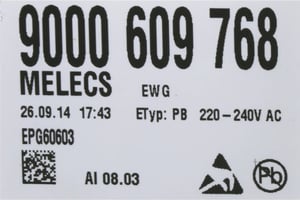 9000 609 768
MELECS EWG
26.09.14 17:43 ETyp: PB 220-240V AC
EPG60603
AI 08.03
Pb